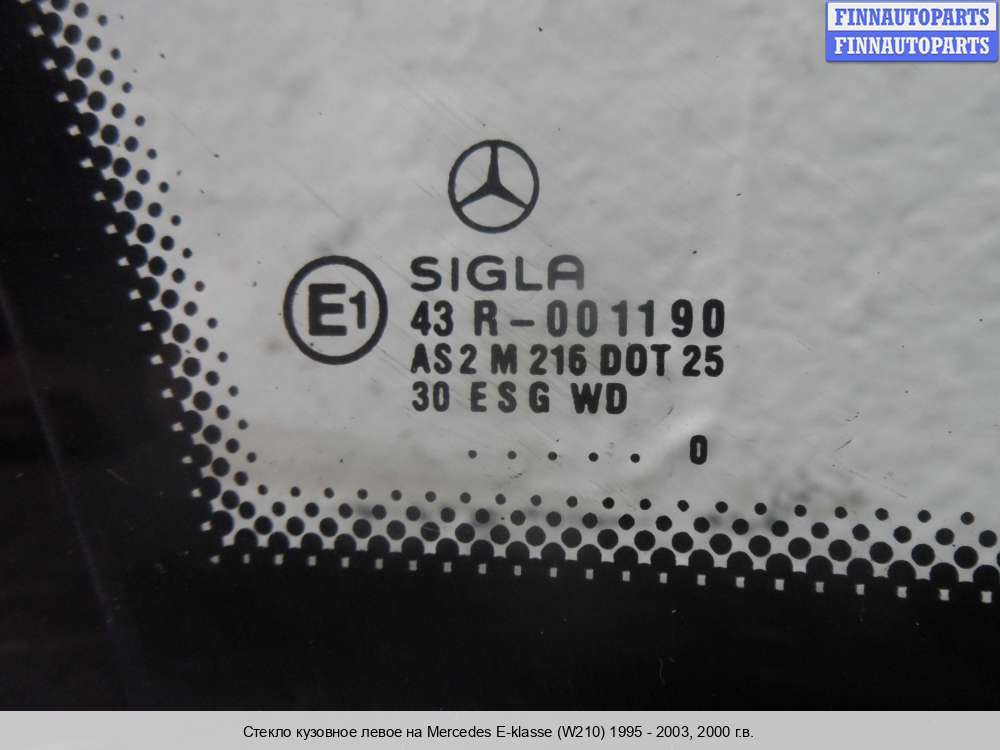 FINNAUTOPARTS
FINNAUTOPARTS
SIGLA
E1
43 R-001190
AS2 M 216 DOT 25
30 ESG WD
. . . . . 0
Стекло кузовное левое на Mercedes E-klasse (W210) 1995 - 2003, 2000 г.в.